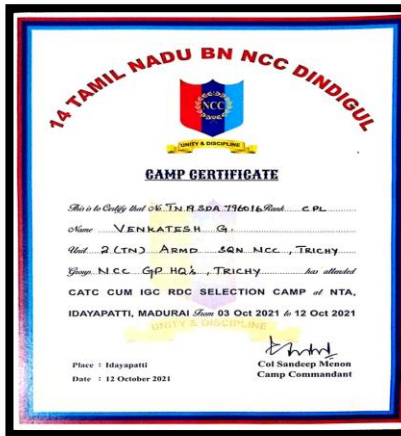 14 TAMIL NADU BN NCC DINDIGUL
NCC
UNITY & DISCIPLINE
CAMP CERTIFICATE
This is to Certify that No. TN19SDA796016 Rank CPL
Name VENKATESH G.
Unit 2(TN) ARMD SQN NCC, TRICHY
Group NCC GP HQ's, TRICHY has attended
CATC CUM IGC RDC SELECTION CAMP at NTA,
IDAYAPATTI, MADURAI From 03 Oct 2021 to 12 Oct 2021
UNITY & DISCIPLINE
Place : Idayapatti
Date : 12 October 2021
Col Sandeep Menon
Camp Commandant